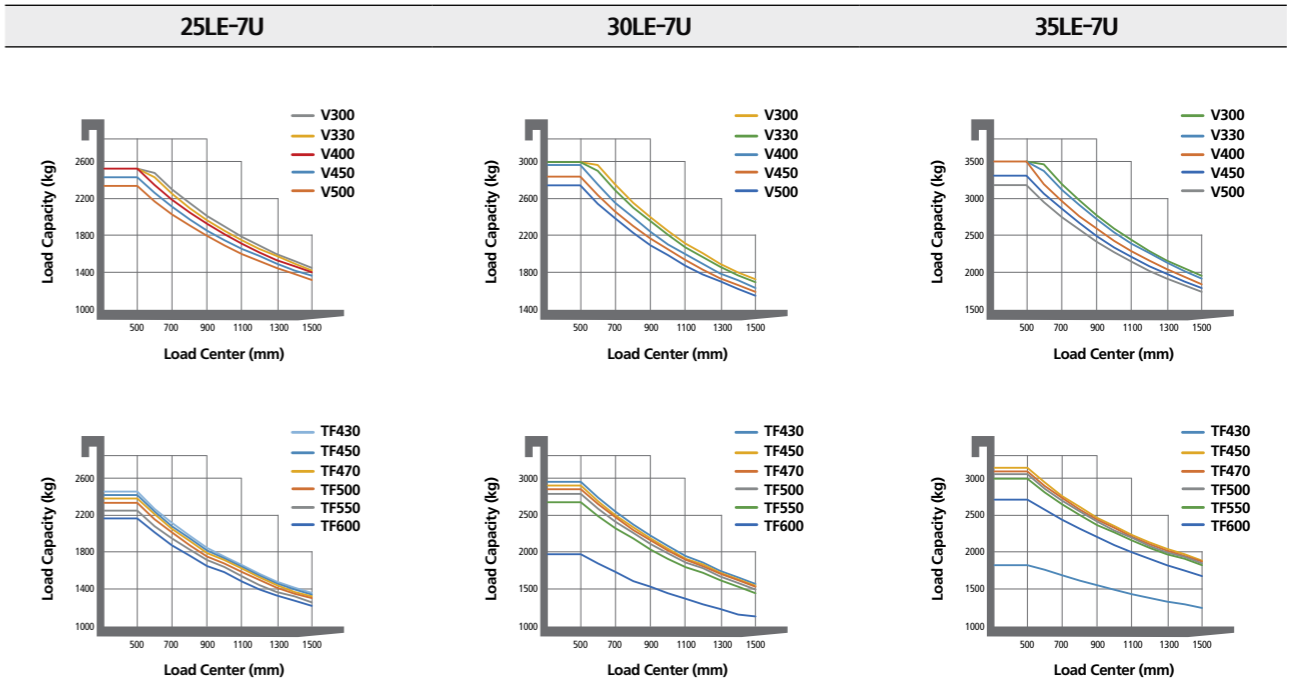 25LE-7U 30LE-7U 35LE-7U
Load Capacity (kg)
2600
2200
1800
1400
1000
500 700 900 1100 1300 1500
Load Center (mm)
V300
V330
V400
V450
V500
Load Capacity (kg)
3000
2600
2200
1800
1400
500 700 900 1100 1300 1500
Load Center (mm)
V300
V330
V400
V450
V500
Load Capacity (kg)
3500
3000
2500
2000
1500
500 700 900 1100 1300 1500
Load Center (mm)
V300
V330
V400
V450
V500
Load Capacity (kg)
2600
2200
1800
1400
1000
500 700 900 1100 1300 1500
Load Center (mm)
TF430
TF450
TF470
TF500
TF550
TF600
Load Capacity (kg)
3000
2500
2000
1500
1000
500 700 900 1100 1300 1500
Load Center (mm)
TF430
TF450
TF470
TF500
TF550
TF600
Load Capacity (kg)
3000
2500
2000
1500
1000
500 700 900 1100 1300 1500
Load Center (mm)
TF430
TF450
TF470
TF500
TF550
TF600